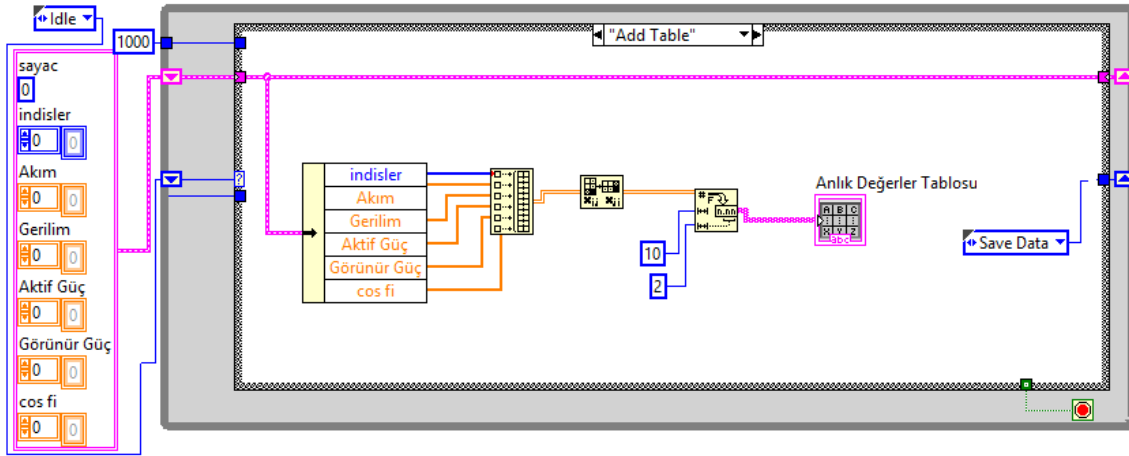 Idle
1000
"Add Table"
sayac
0
indisler
0 0
Akım
0 0
Gerilim
0 0
Aktif Güç
0 0
Görünür Güç
0 0
cos fi
0 0
?
indisler
Akım
Gerilim
Aktif Güç
Görünür Güç
cos fi
10
2
Anlık Değerler Tablosu
Save Data